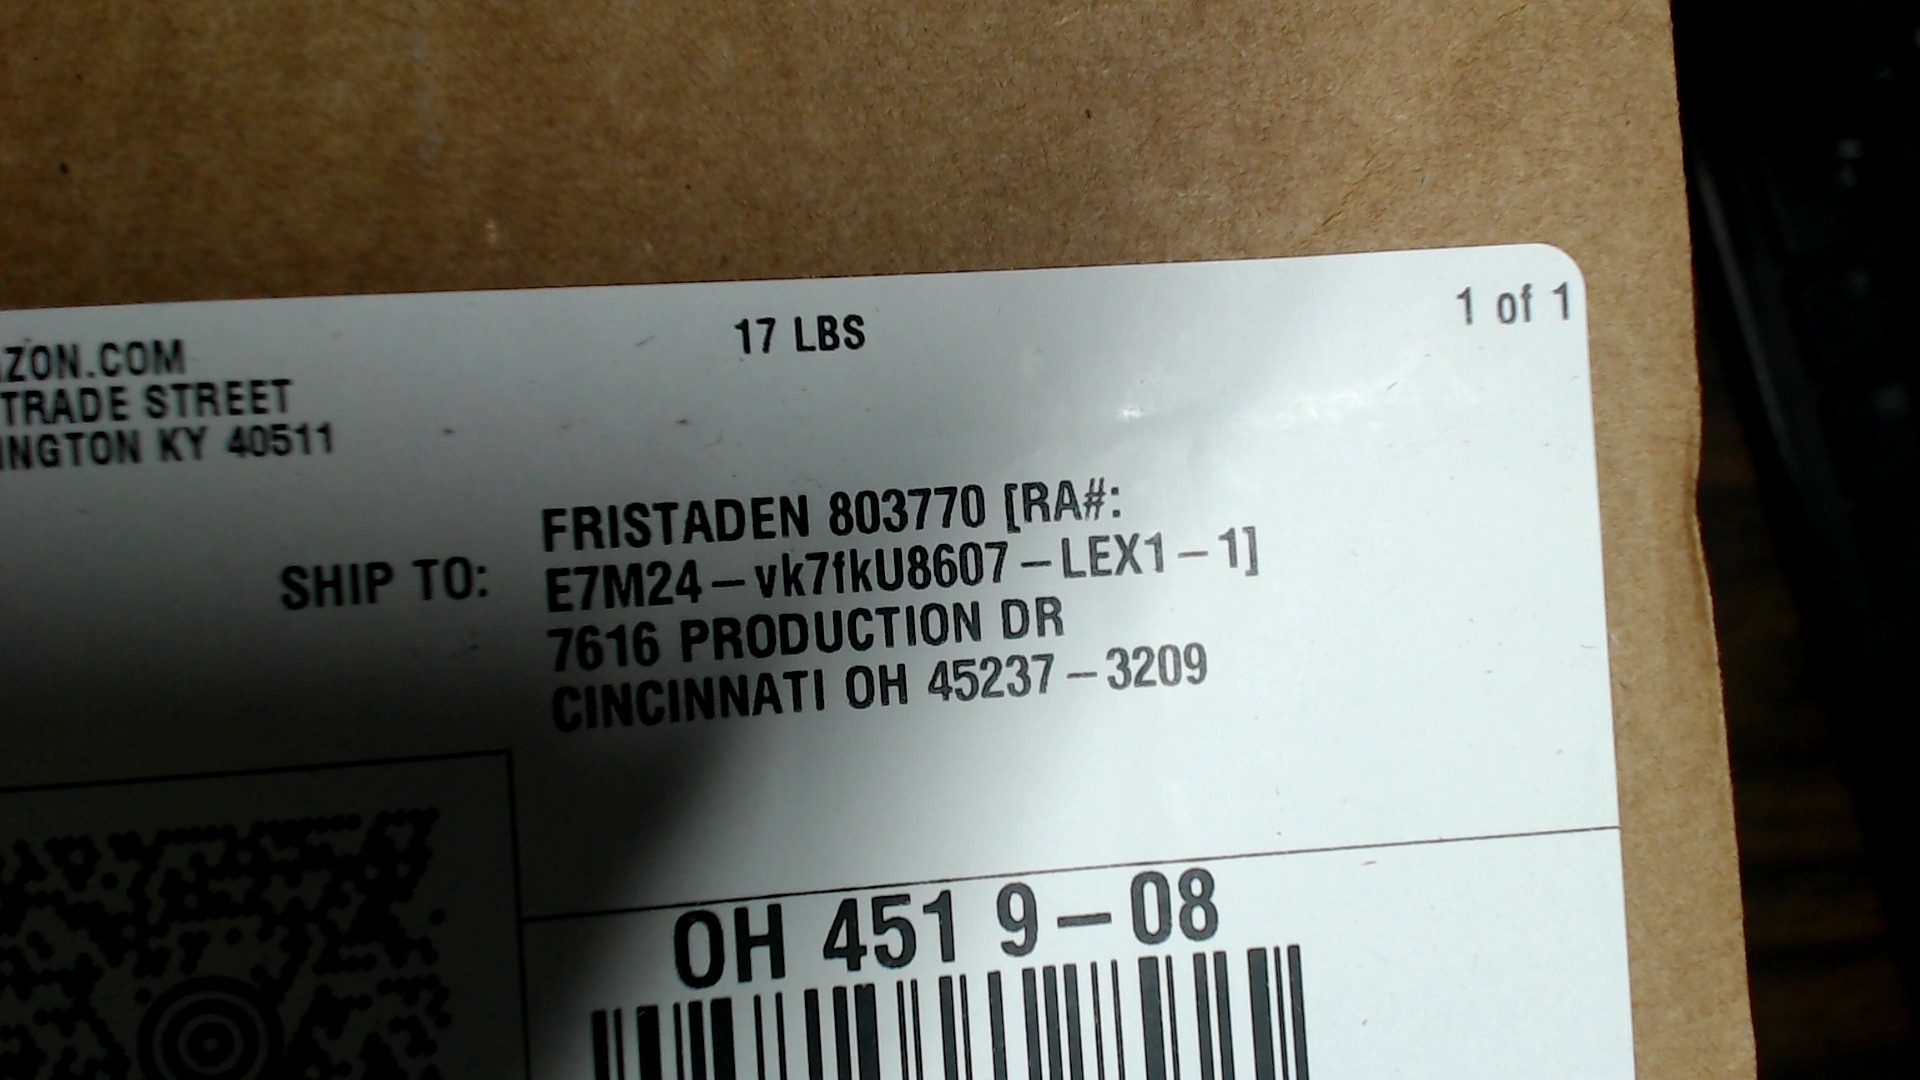 ZON.COM
TRADE STREET
INGTON KY 40511
17 LBS
1 of 1
SHIP TO:
FRISTADEN 803770 [RA#:
E7M24-vk7fkU8607-LEX1-1]
7616 PRODUCTION DR
CINCINNATI OH 45237-3209
OH 451 9-08